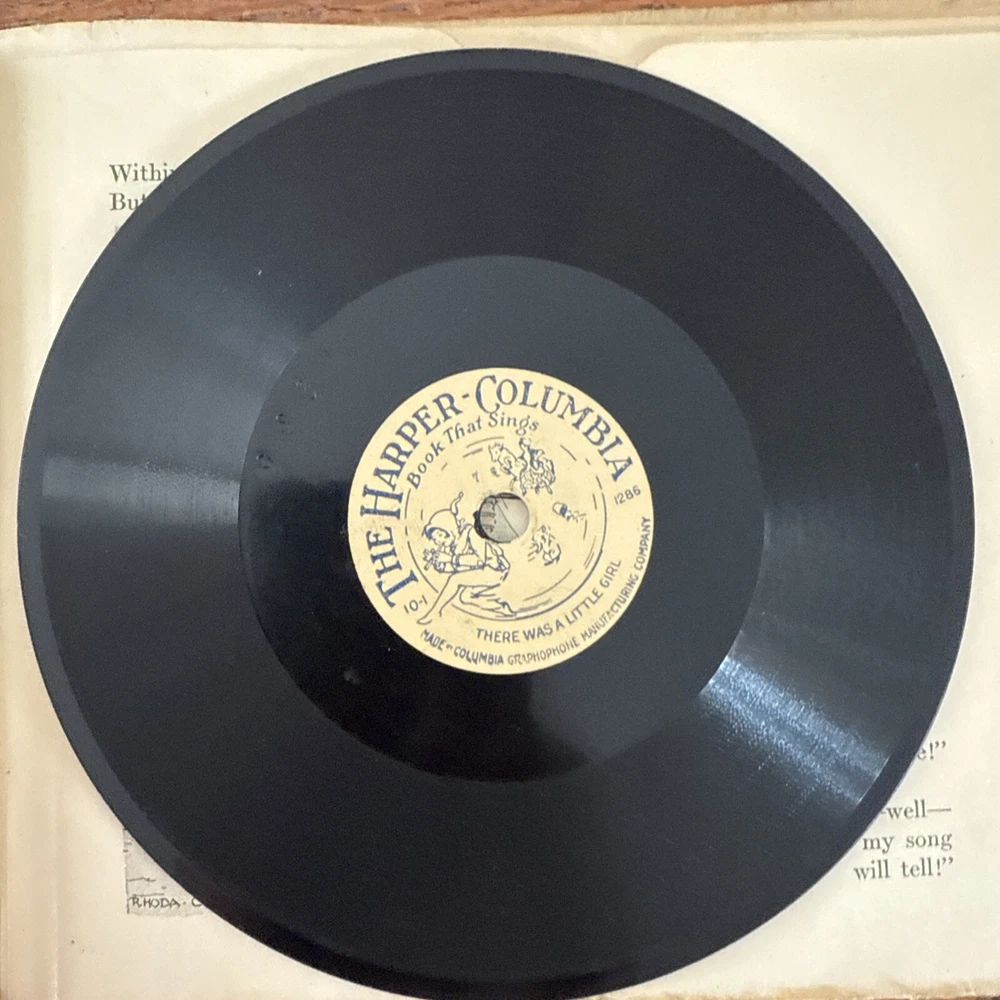 Within
But
THE HARPER-COLUMBIA
Book That Sings
1286
10-1
THERE WAS A LITTLE GIRL
MADE BY COLUMBIA GRAPHOPHONE MANUFACTURING COMPANY
e!"
-well—
my song
will tell!"
RHODA. C